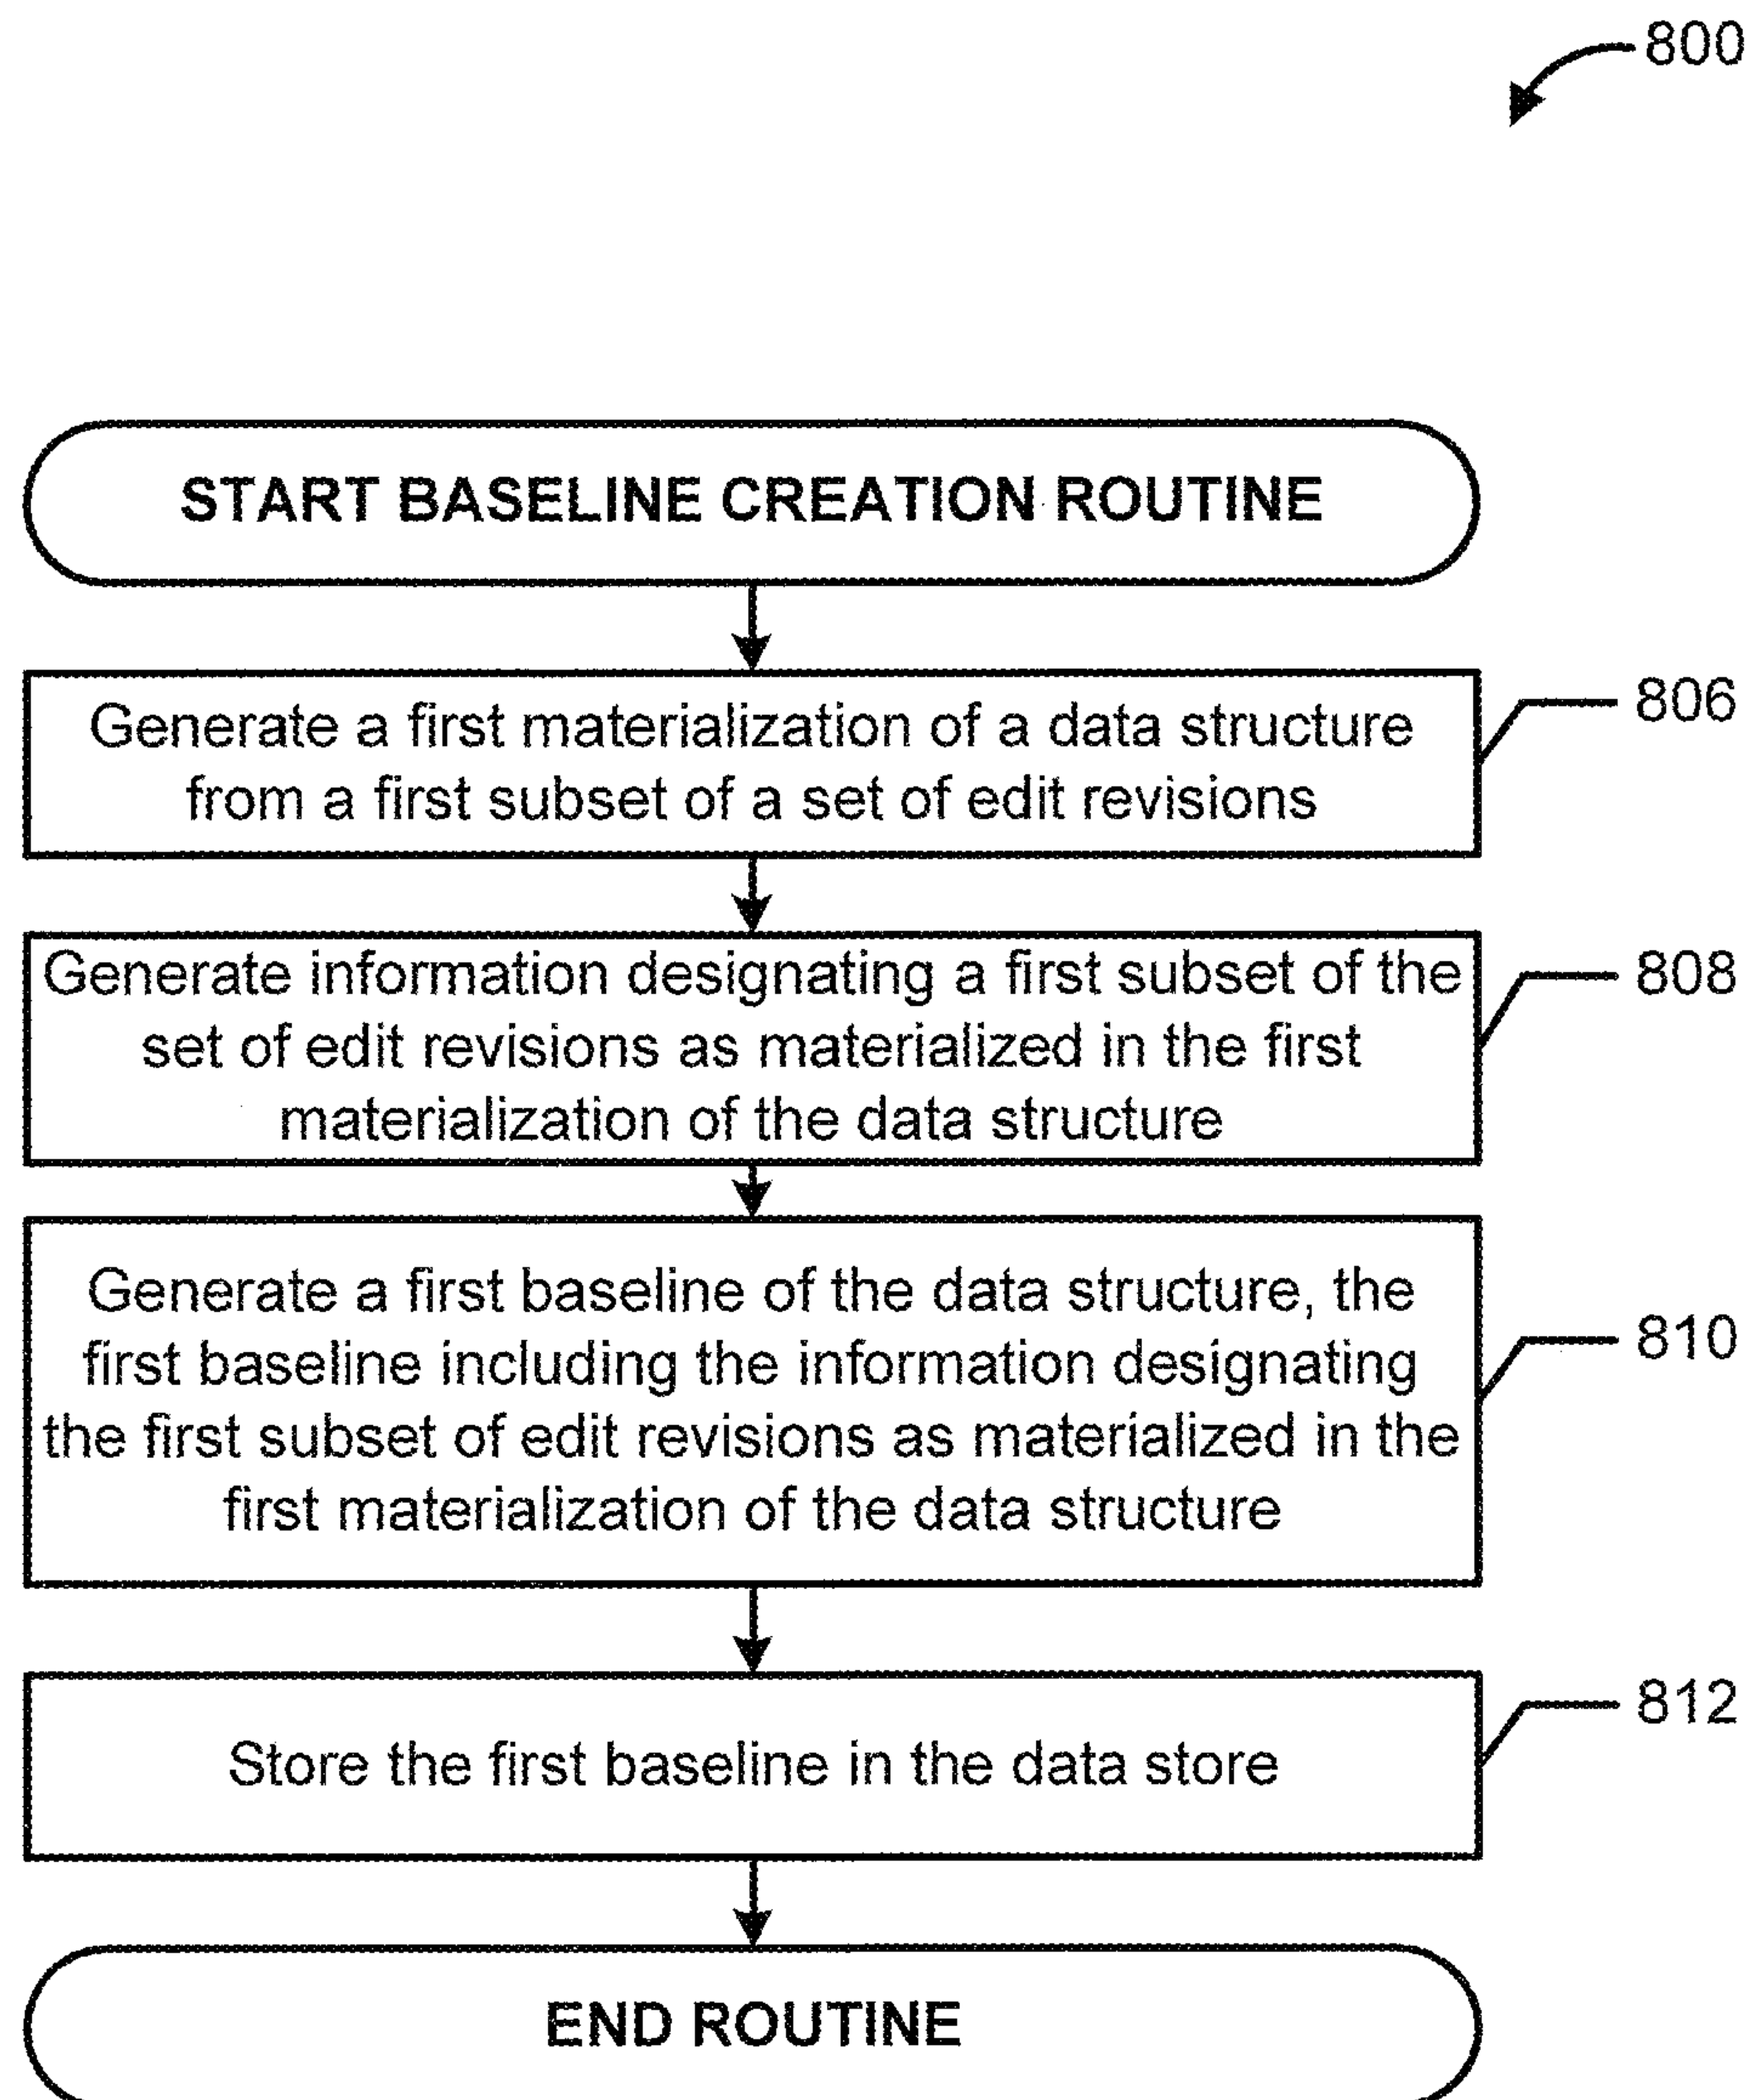 800
START BASELINE CREATION ROUTINE
Generate a first materialization of a data structure
from a first subset of a set of edit revisions
806
Generate information designating a first subset of the
set of edit revisions as materialized in the first
materialization of the data structure
808
Generate a first baseline of the data structure, the
first baseline including the information designating
the first subset of edit revisions as materialized in the
first materialization of the data structure
810
Store the first baseline in the data store
812
END ROUTINE